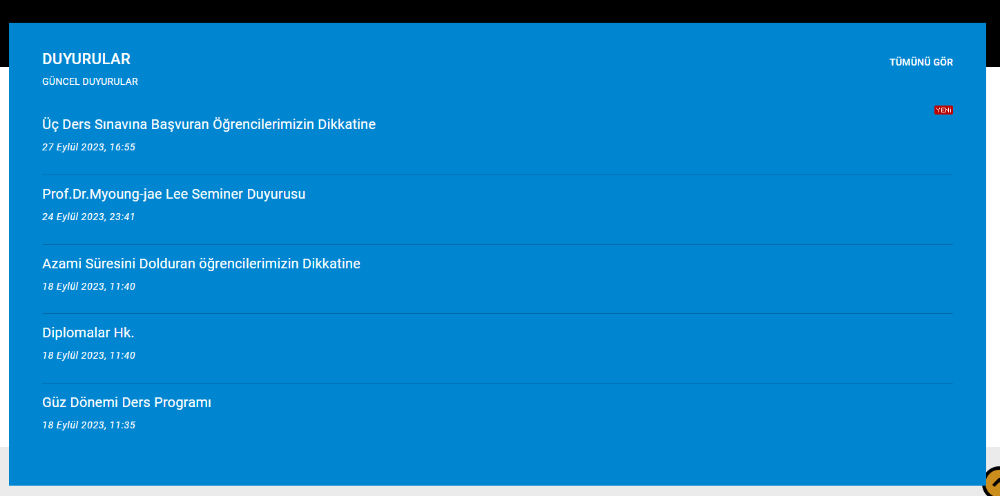 DUYURULAR
TÜMÜNÜ GÖR
GÜNCEL DUYURULAR
YENİ
Üç Ders Sınavına Başvuran Öğrencilerimizin Dikkatine
27 Eylül 2023, 16:55
Prof.Dr.Myoung-jae Lee Seminer Duyurusu
24 Eylül 2023, 23:41
Azami Süresini Dolduran öğrencilerimizin Dikkatine
18 Eylül 2023, 11:40
Diplomalar Hk.
18 Eylül 2023, 11:40
Güz Dönemi Ders Programı
18 Eylül 2023, 11:35